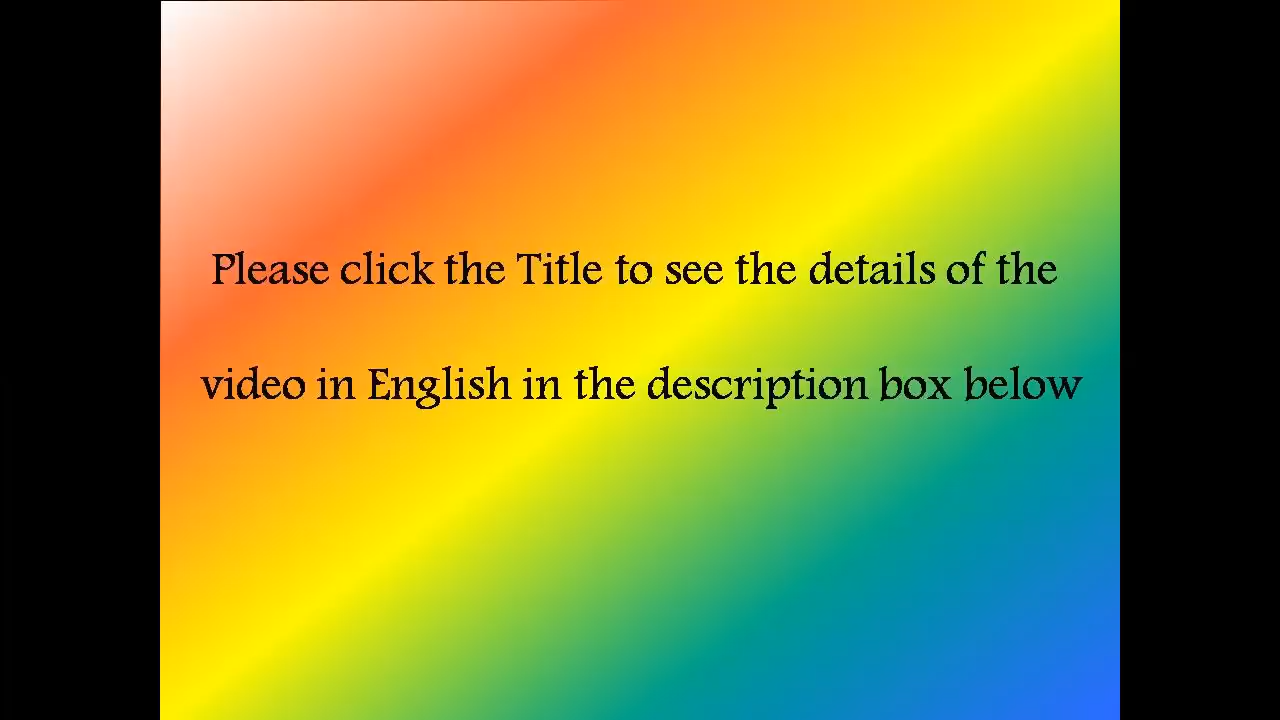 Please click the Title to see the details of the
video in English in the description box below